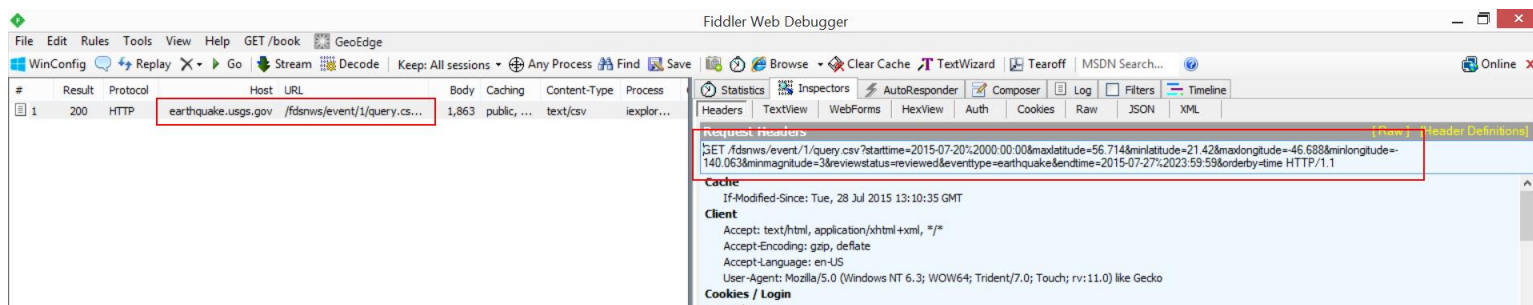 Fiddler Web Debugger
File Edit Rules Tools View Help GET /book GeoEdge
WinConfig Replay Go Stream Decode Keep: All sessions Any Process Find Save Browse Clear Cache TextWizard Tearoff MSDN Search... Online X
# Result Protocol Host URL Body Caching Content-Type Process
1 200 HTTP earthquake.usgs.gov /fdsnws/event/1/query.cs... 1,863 public, ... text/csv iexplor...
Statistics Inspectors AutoResponder Composer Log Filters Timeline
Headers TextView WebForms HexView Auth Cookies Raw JSON XML
Request Headers [ Raw ] [Header Definitions]
GET /fdsnws/event/1/query.csv?starttime=2015-07-20%2000:00:00&maxlatitude=56.714&minlatitude=21.42&maxlongitude=-46.688&minlongitude=-
140.063&minmagnitude=3&reviewstatus=reviewed&eventtype=earthquake&endtime=2015-07-27%2023:59:59&orderby=time HTTP/1.1
Cache
If-Modified-Since: Tue, 28 Jul 2015 13:10:35 GMT
Client
Accept: text/html, application/xhtml+xml, */*
Accept-Encoding: gzip, deflate
Accept-Language: en-US
User-Agent: Mozilla/5.0 (Windows NT 6.3; WOW64; Trident/7.0; Touch; rv:11.0) like Gecko
Cookies / Login